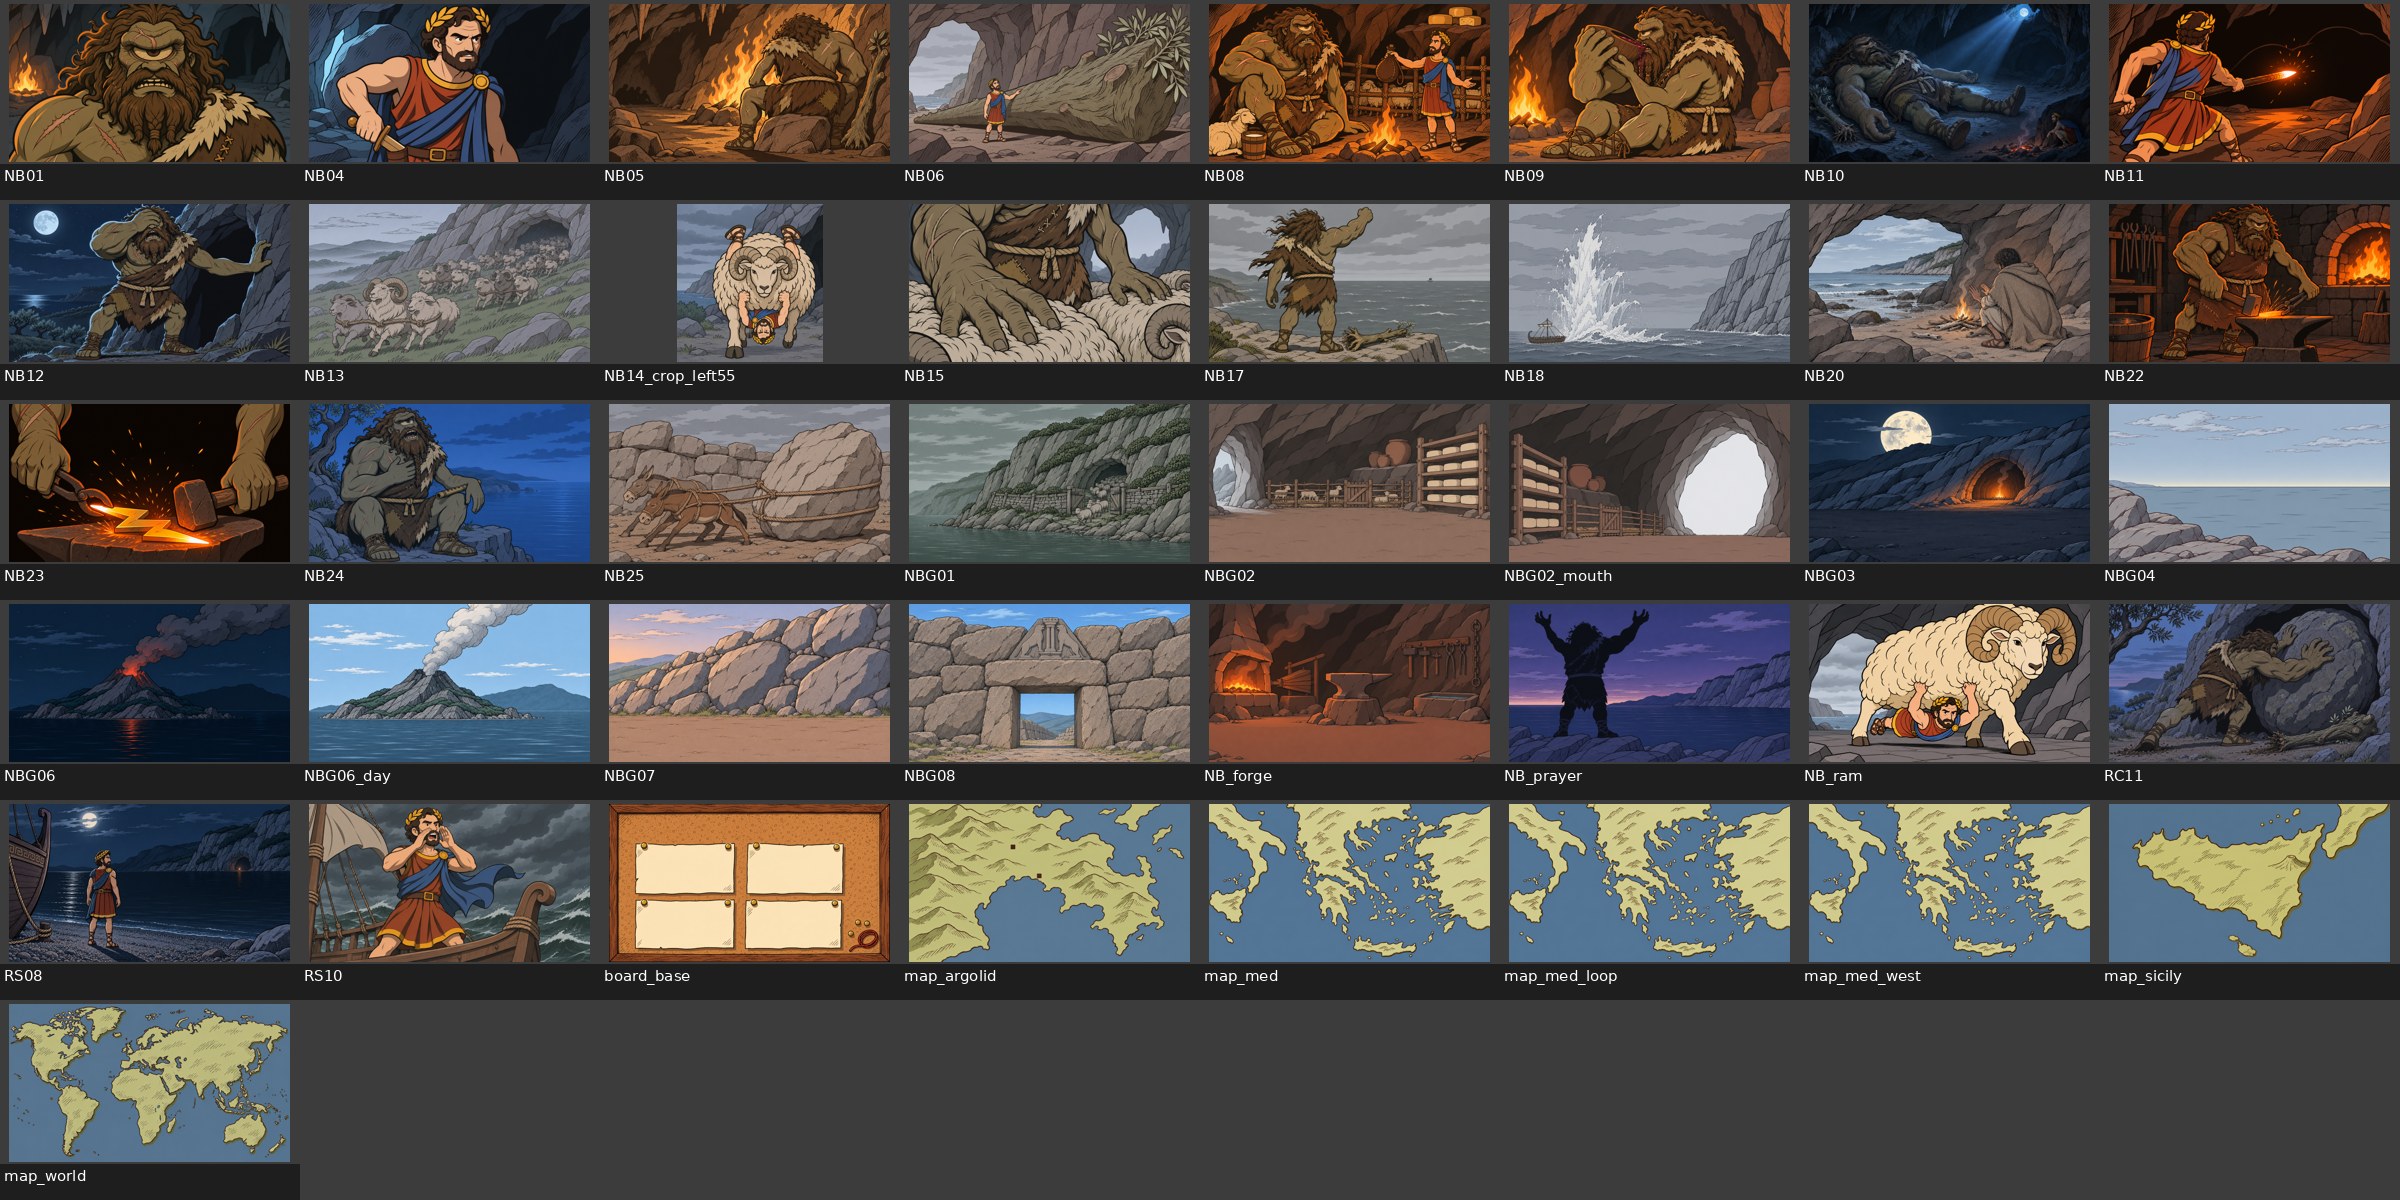 NB01
NB04
NB05
NB06
NB08
NB09
NB10
NB11
NB12
NB13
NB14_crop_left55
NB15
NB17
NB18
NB20
NB22
NB23
NB24
NB25
NBG01
NBG02
NBG02_mouth
NBG03
NBG04
NBG06
NBG06_day
NBG07
NBG08
NB_forge
NB_prayer
NB_ram
RC11
RS08
RS10
board_base
map_argolid
map_med
map_med_loop
map_med_west
map_sicily
map_world